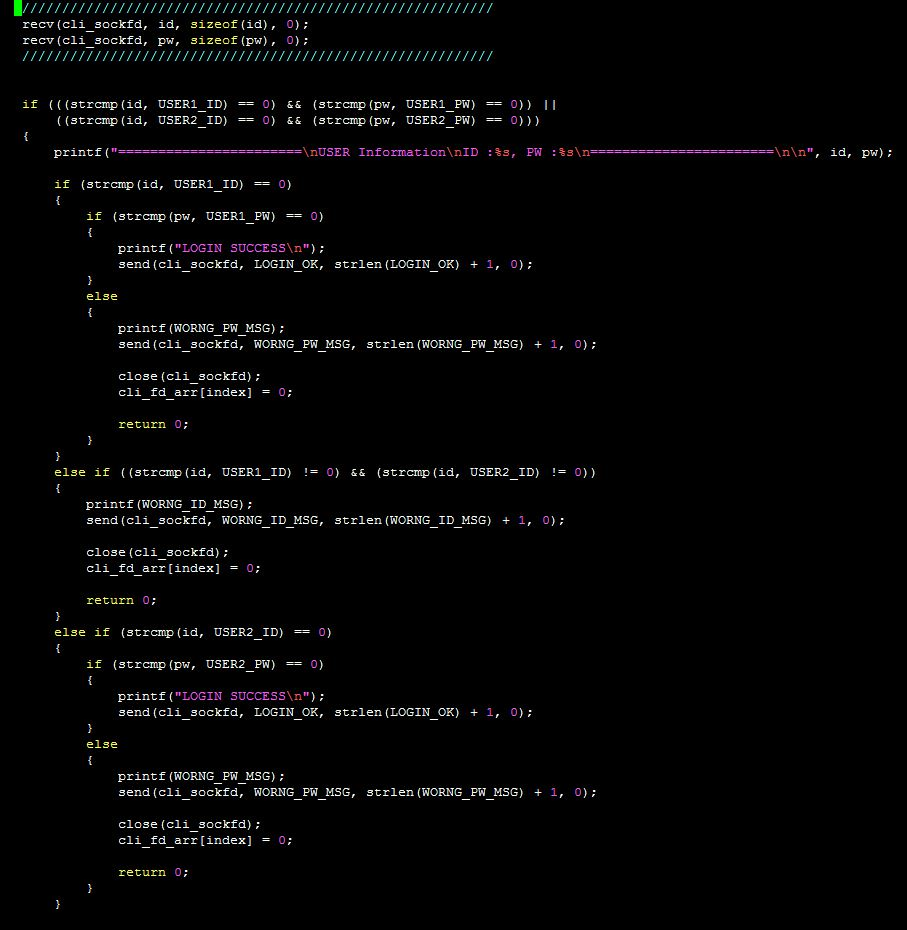 ///////////////////////////////////////////////////////////
recv(cli_sockfd, id, sizeof(id), 0);
recv(cli_sockfd, pw, sizeof(pw), 0);
///////////////////////////////////////////////////////////
if (((strcmp(id, USER1_ID) == 0) && (strcmp(pw, USER1_PW) == 0)) ||
((strcmp(id, USER2_ID) == 0) && (strcmp(pw, USER2_PW) == 0)))
{
printf("=======================\nUSER Information\nID :%s, PW :%s\n=======================\n\n", id, pw);
if (strcmp(id, USER1_ID) == 0)
{
if (strcmp(pw, USER1_PW) == 0)
{
printf("LOGIN SUCCESS\n");
send(cli_sockfd, LOGIN_OK, strlen(LOGIN_OK) + 1, 0);
}
else
{
printf(WORNG_PW_MSG);
send(cli_sockfd, WORNG_PW_MSG, strlen(WORNG_PW_MSG) + 1, 0);
close(cli_sockfd);
cli_fd_arr[index] = 0;
return 0;
}
}
else if ((strcmp(id, USER1_ID) != 0) && (strcmp(id, USER2_ID) != 0))
{
printf(WORNG_ID_MSG);
send(cli_sockfd, WORNG_ID_MSG, strlen(WORNG_ID_MSG) + 1, 0);
close(cli_sockfd);
cli_fd_arr[index] = 0;
return 0;
}
else if (strcmp(id, USER2_ID) == 0)
{
if (strcmp(pw, USER2_PW) == 0)
{
printf("LOGIN SUCCESS\n");
send(cli_sockfd, LOGIN_OK, strlen(LOGIN_OK) + 1, 0);
}
else
{
printf(WORNG_PW_MSG);
send(cli_sockfd, WORNG_PW_MSG, strlen(WORNG_PW_MSG) + 1, 0);
close(cli_sockfd);
cli_fd_arr[index] = 0;
return 0;
}
}